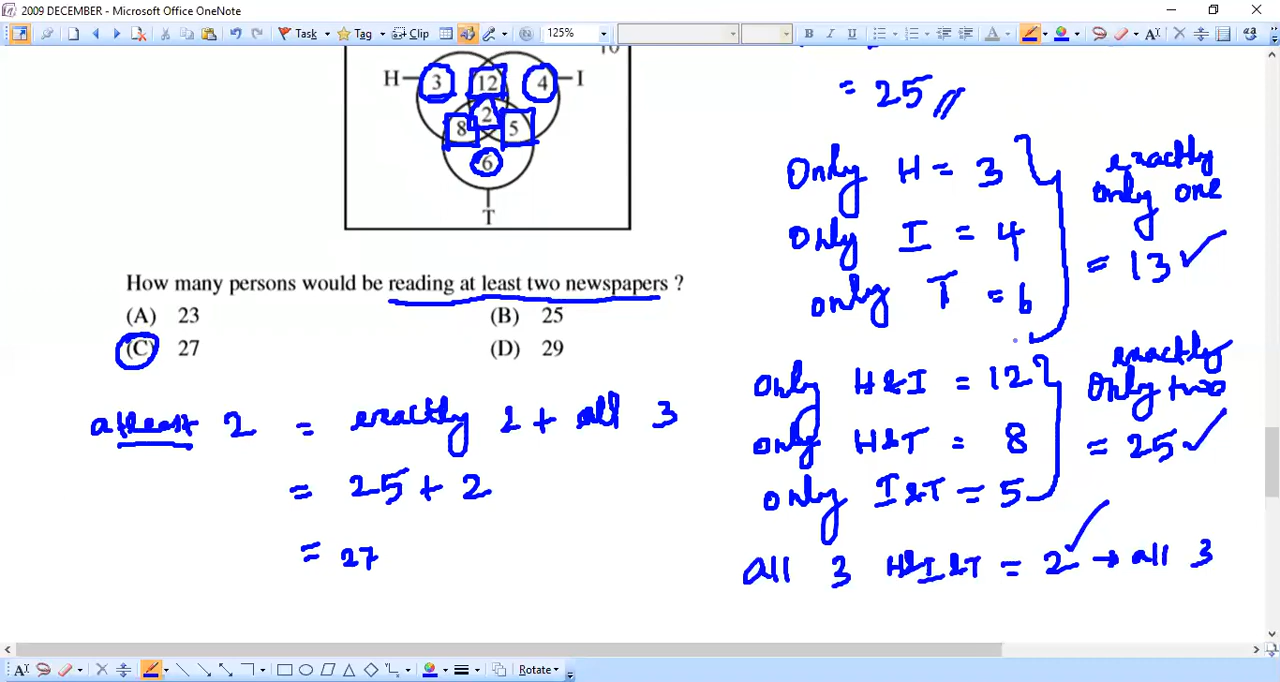 2009 DECEMBER - Microsoft Office OneNote
Task Tag Clip 125% B I U A
10
H 3 12 4 I
2
8 5
6
T
How many persons would be reading at least two newspapers ?
(A) 23 (B) 25
(C) 27 (D) 29
atleast 2 = exactly 2 + all 3
= 25 + 2
= 27
= 25 //
Only H = 3
Only I = 4
only T = 6
exactly
only one
= 13 ✓
only H&I = 12
only H&T = 8
only I&T = 5
exactly
only two
= 25 ✓
all 3 H&I&T = 2 ✓ → all 3
Rotate